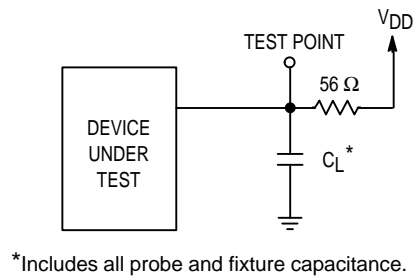 VDD
TEST POINT
56 Ω
DEVICE
UNDER
TEST
CL*
*Includes all probe and fixture capacitance.